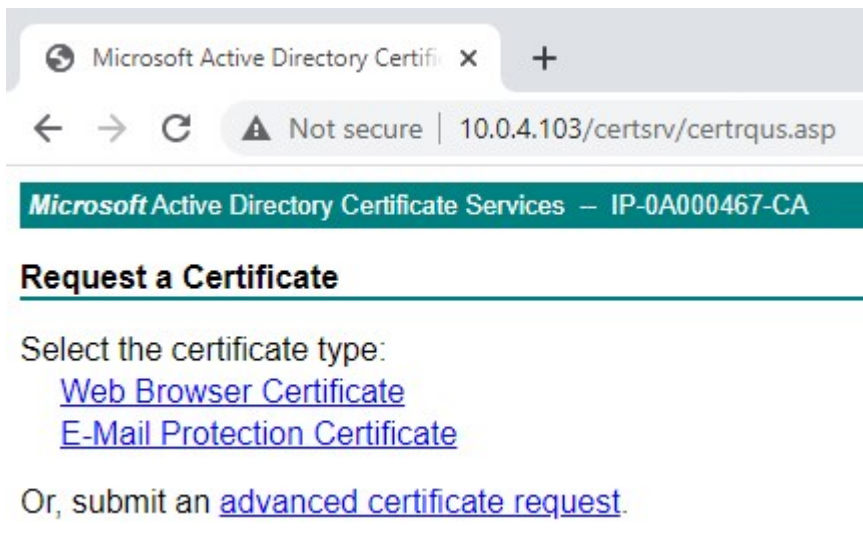 Microsoft Active Directory Certifi
Not secure | 10.0.4.103/certsrv/certrqus.asp
Microsoft Active Directory Certificate Services -- IP-0A000467-CA
Request a Certificate
Select the certificate type:
Web Browser Certificate
E-Mail Protection Certificate
Or, submit an advanced certificate request.